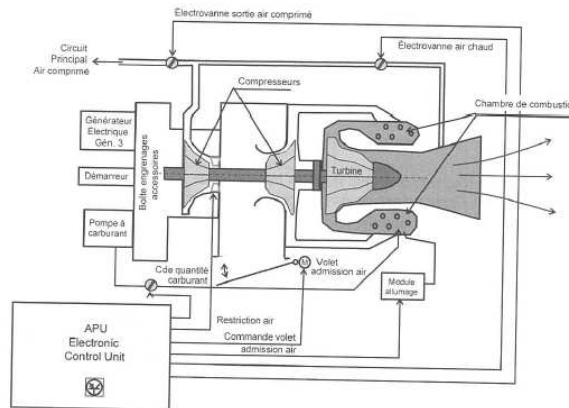 Électrovanne sortie air comprimé
Électrovanne air chaud
Circuit
Principal
Air comprimé
Compresseurs
Chambre de combustio
Générateur
Electrique
Gén. 3
Démarreur
Pompe à
carburant
Boîte engrenages
accessoires
Turbine
Cde quantité
carburant
M
Volet
admission air
Module
allumage
Restriction air
Commande volet
admission air
APU
Electronic
Control Unit